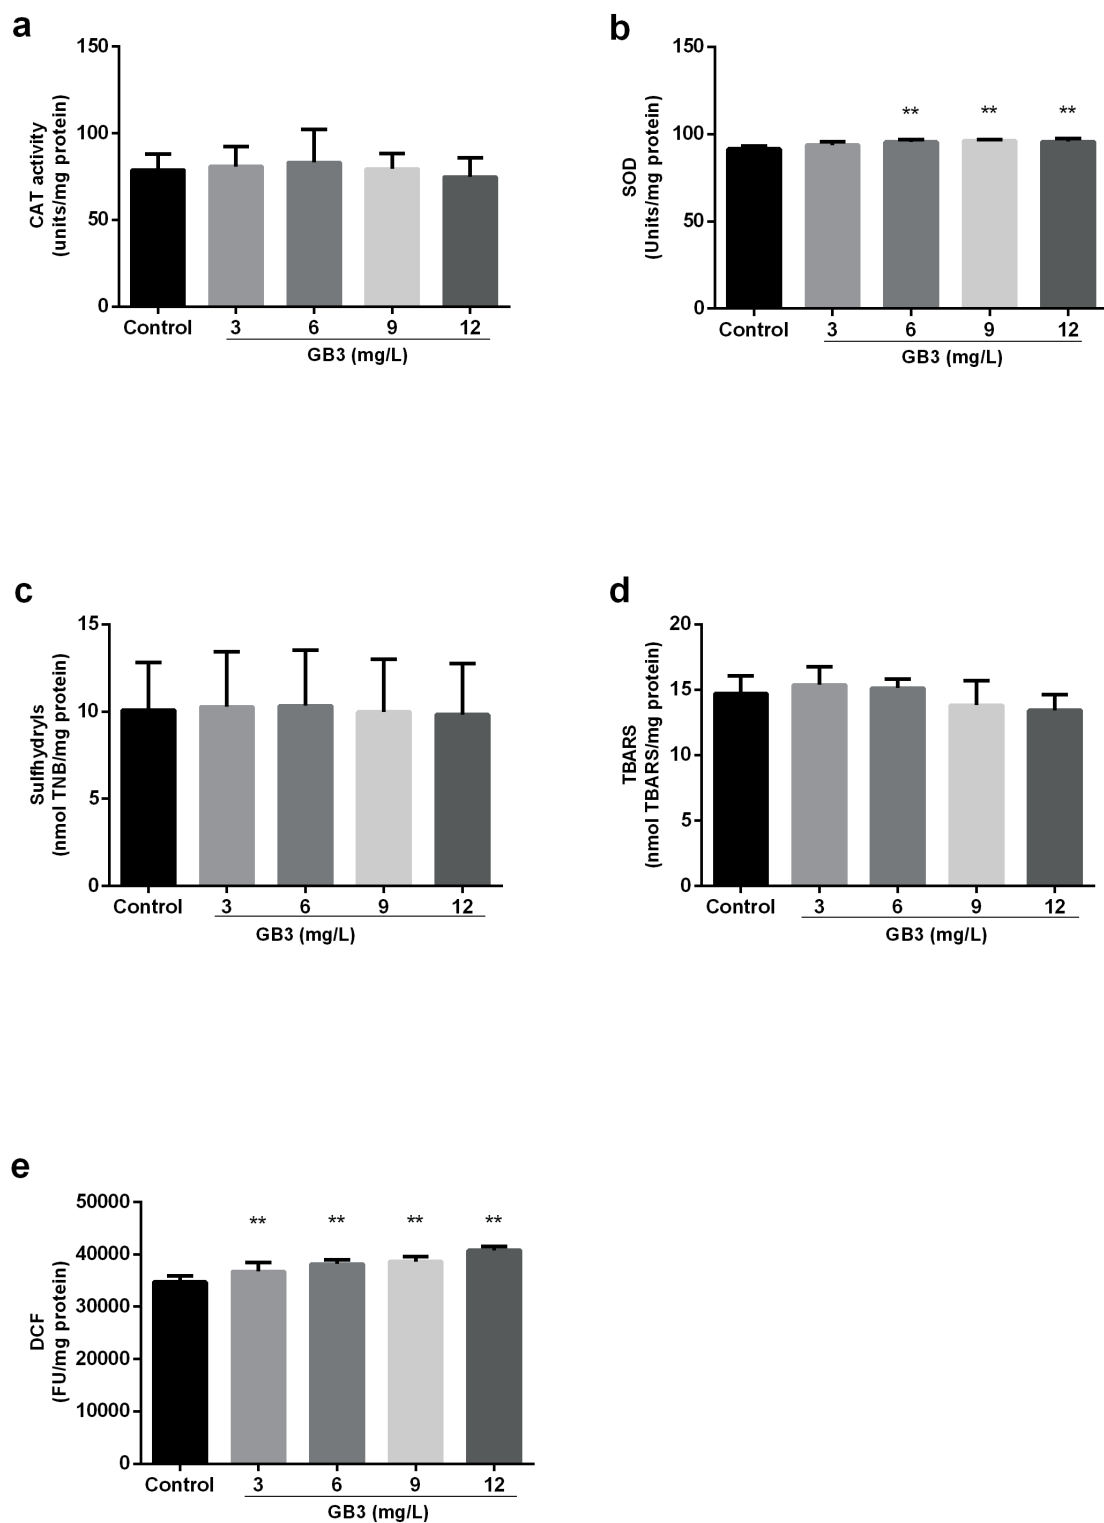 a
150
100
50
0
CAT activity
(units/mg protein)
Control 3 6 9 12
GB3 (mg/L)
b
150
100
50
0
SOD
(Units/mg protein)
** ** **
Control 3 6 9 12
GB3 (mg/L)
c
15
10
5
0
Sulfhydryls
(nmol TNB/mg protein)
Control 3 6 9 12
GB3 (mg/L)
d
20
15
10
5
0
TBARS
(nmol TBARS/mg protein)
Control 3 6 9 12
GB3 (mg/L)
e
50000
40000
30000
20000
10000
0
DCF
(FU/mg protein)
** ** ** **
Control 3 6 9 12
GB3 (mg/L)